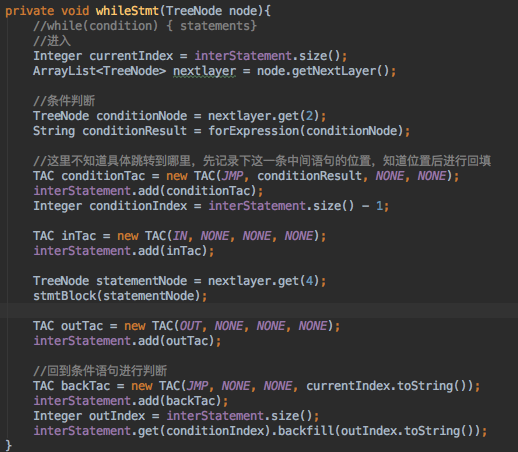 private void whileStmt(TreeNode node){
//while(condition) { statements}
//进入
Integer currentIndex = interStatement.size();
ArrayList<TreeNode> nextlayer = node.getNextLayer();
//条件判断
TreeNode conditionNode = nextlayer.get(2);
String conditionResult = forExpression(conditionNode);
//这里不知道具体跳转到哪里，先记录下这一条中间语句的位置，知道位置后进行回填
TAC conditionTac = new TAC(JMP, conditionResult, NONE, NONE);
interStatement.add(conditionTac);
Integer conditionIndex = interStatement.size() - 1;
TAC inTac = new TAC(IN, NONE, NONE, NONE);
interStatement.add(inTac);
TreeNode statementNode = nextlayer.get(4);
stmtBlock(statementNode);
TAC outTac = new TAC(OUT, NONE, NONE, NONE);
interStatement.add(outTac);
//回到条件语句进行判断
TAC backTac = new TAC(JMP, NONE, NONE, currentIndex.toString());
interStatement.add(backTac);
Integer outIndex = interStatement.size();
interStatement.get(conditionIndex).backfill(outIndex.toString());
}